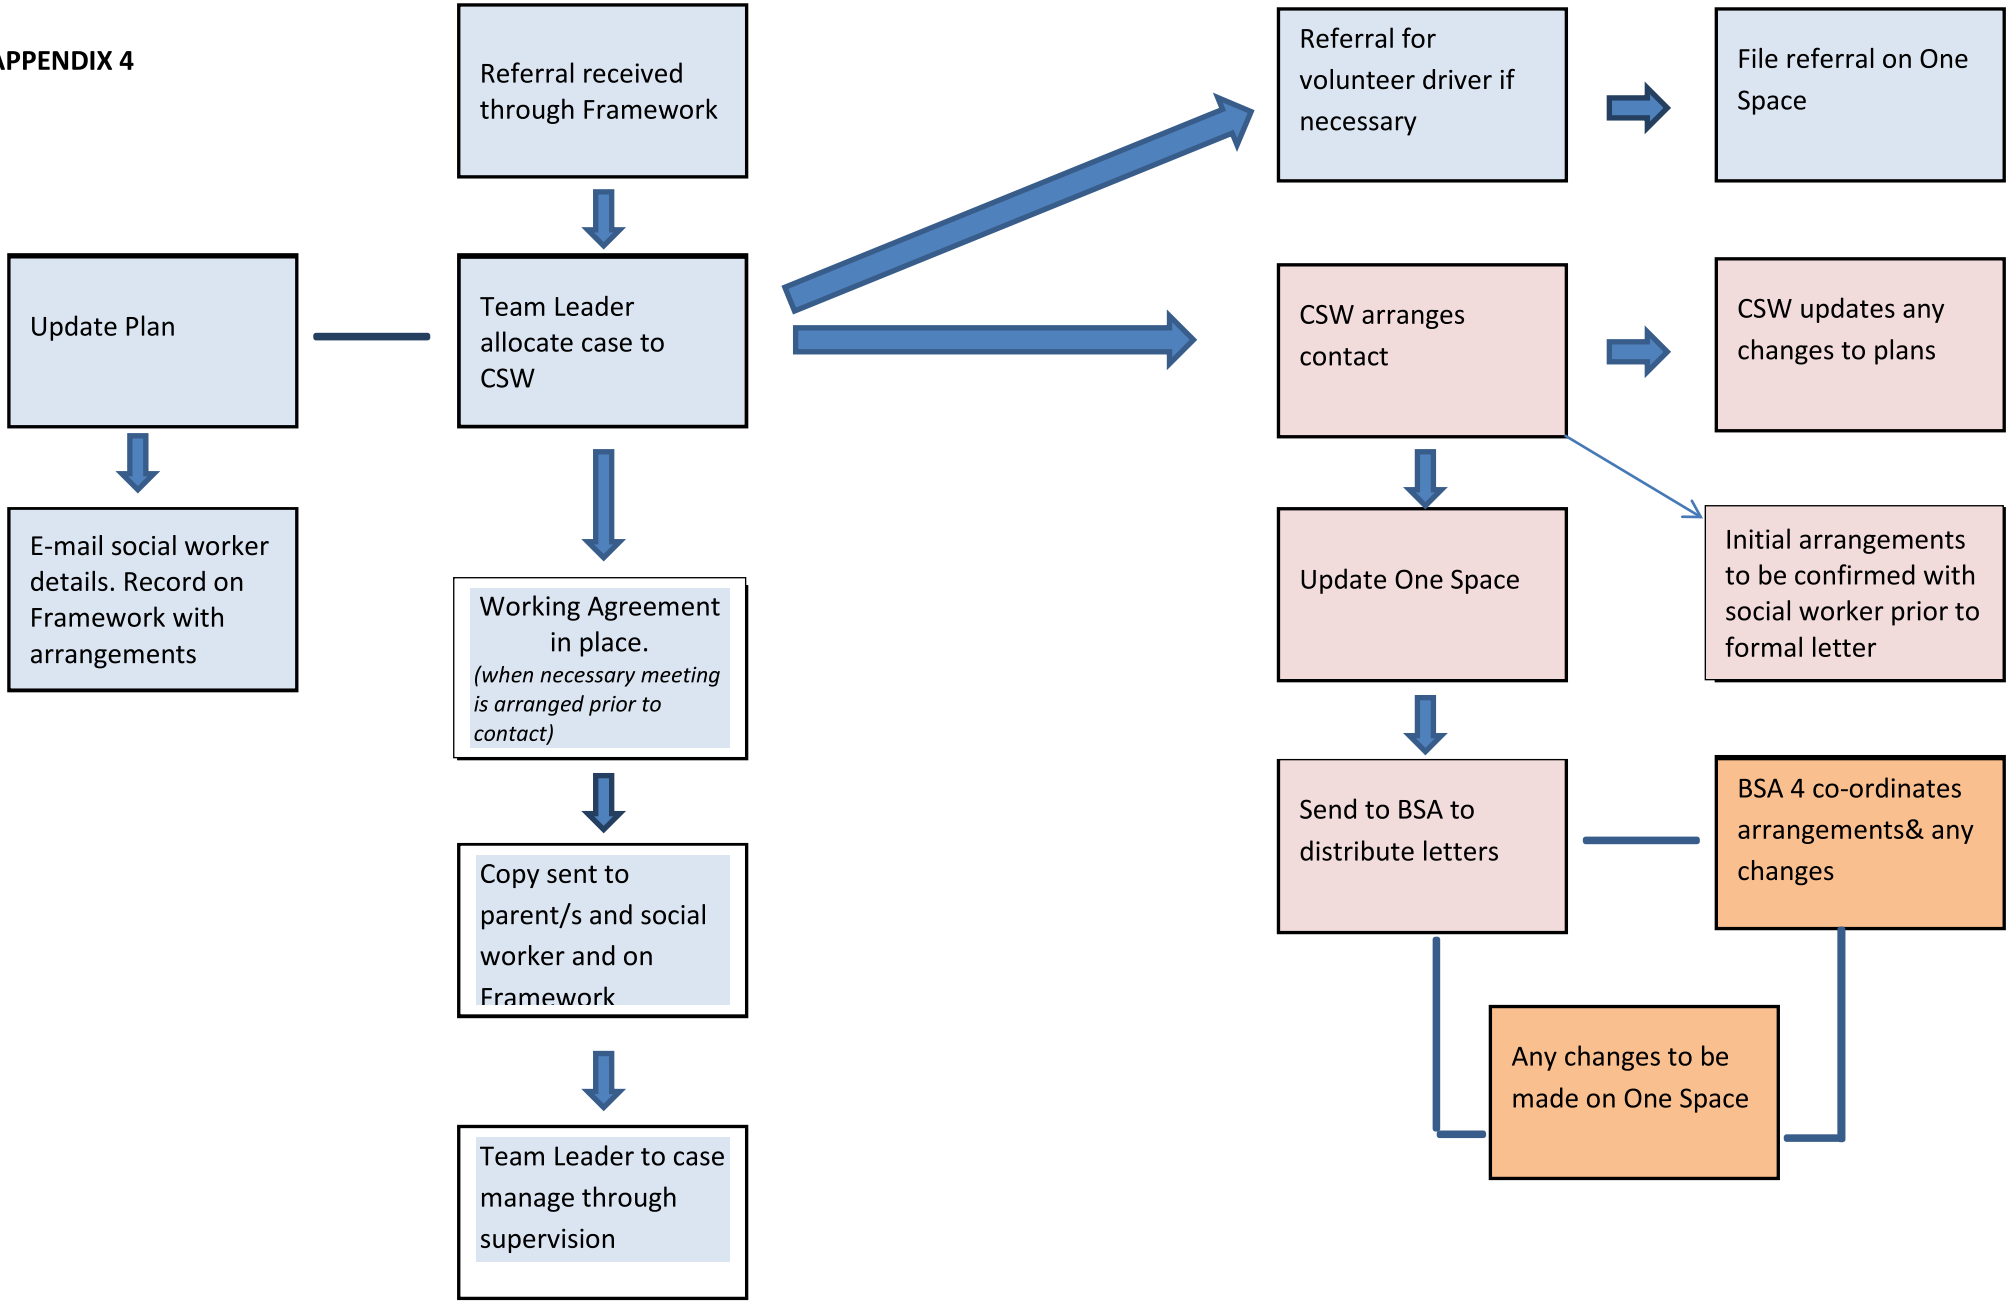 APPENDIX 4
Referral received
through Framework
Referral for
volunteer driver if
necessary
File referral on One
Space
Update Plan
Team Leader
allocate case to
CSW
CSW arranges
contact
CSW updates any
changes to plans
E-mail social worker
details. Record on
Framework with
arrangements
Working Agreement
in place.
(when necessary meeting
is arranged prior to
contact)
Update One Space
Initial arrangements
to be confirmed with
social worker prior to
formal letter
Copy sent to
parent/s and social
worker and on
Framework
Send to BSA to
distribute letters
BSA 4 co-ordinates
arrangements& any
changes
Any changes to be
made on One Space
Team Leader to case
manage through
supervision